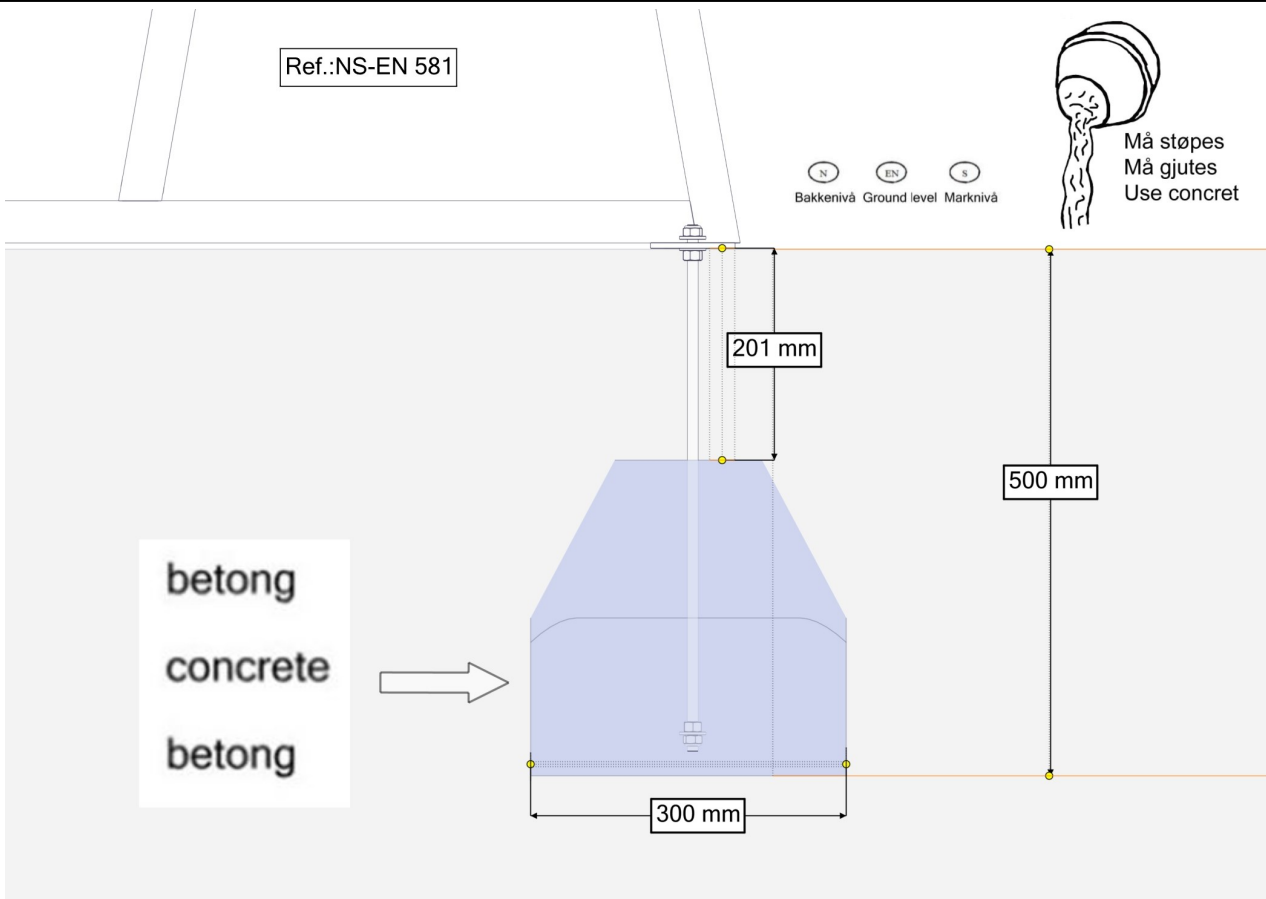 Ref.:NS-EN 581
Må støpes
Må gjutes
Use concret
N EN S
Bakkenivå Ground level Marknivå
201 mm
500 mm
betong
concrete
betong
300 mm